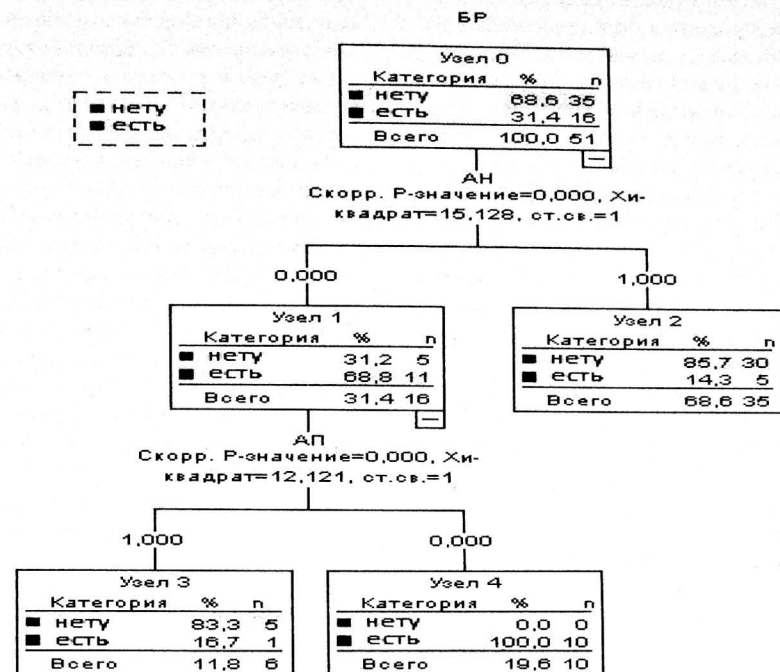 БР
нету
есть
Узел 0
Категория % n
нету 68,6 35
есть 31,4 16
Всего 100,0 51
АН
Скорр. Р-значение=0,000, Хи-
квадрат=15,128, ст.св.=1
0,000
1,000
Узел 1
Категория % n
нету 31,2 5
есть 68,8 11
Всего 31,4 16
Узел 2
Категория % n
нету 85,7 30
есть 14,3 5
Всего 68,6 35
АП
Скорр. Р-значение=0,000, Хи-
квадрат=12,121, ст.св.=1
1,000
0,000
Узел 3
Категория % n
нету 83,3 5
есть 16,7 1
Всего 11,8 6
Узел 4
Категория % n
нету 0,0 0
есть 100,0 10
Всего 19,6 10